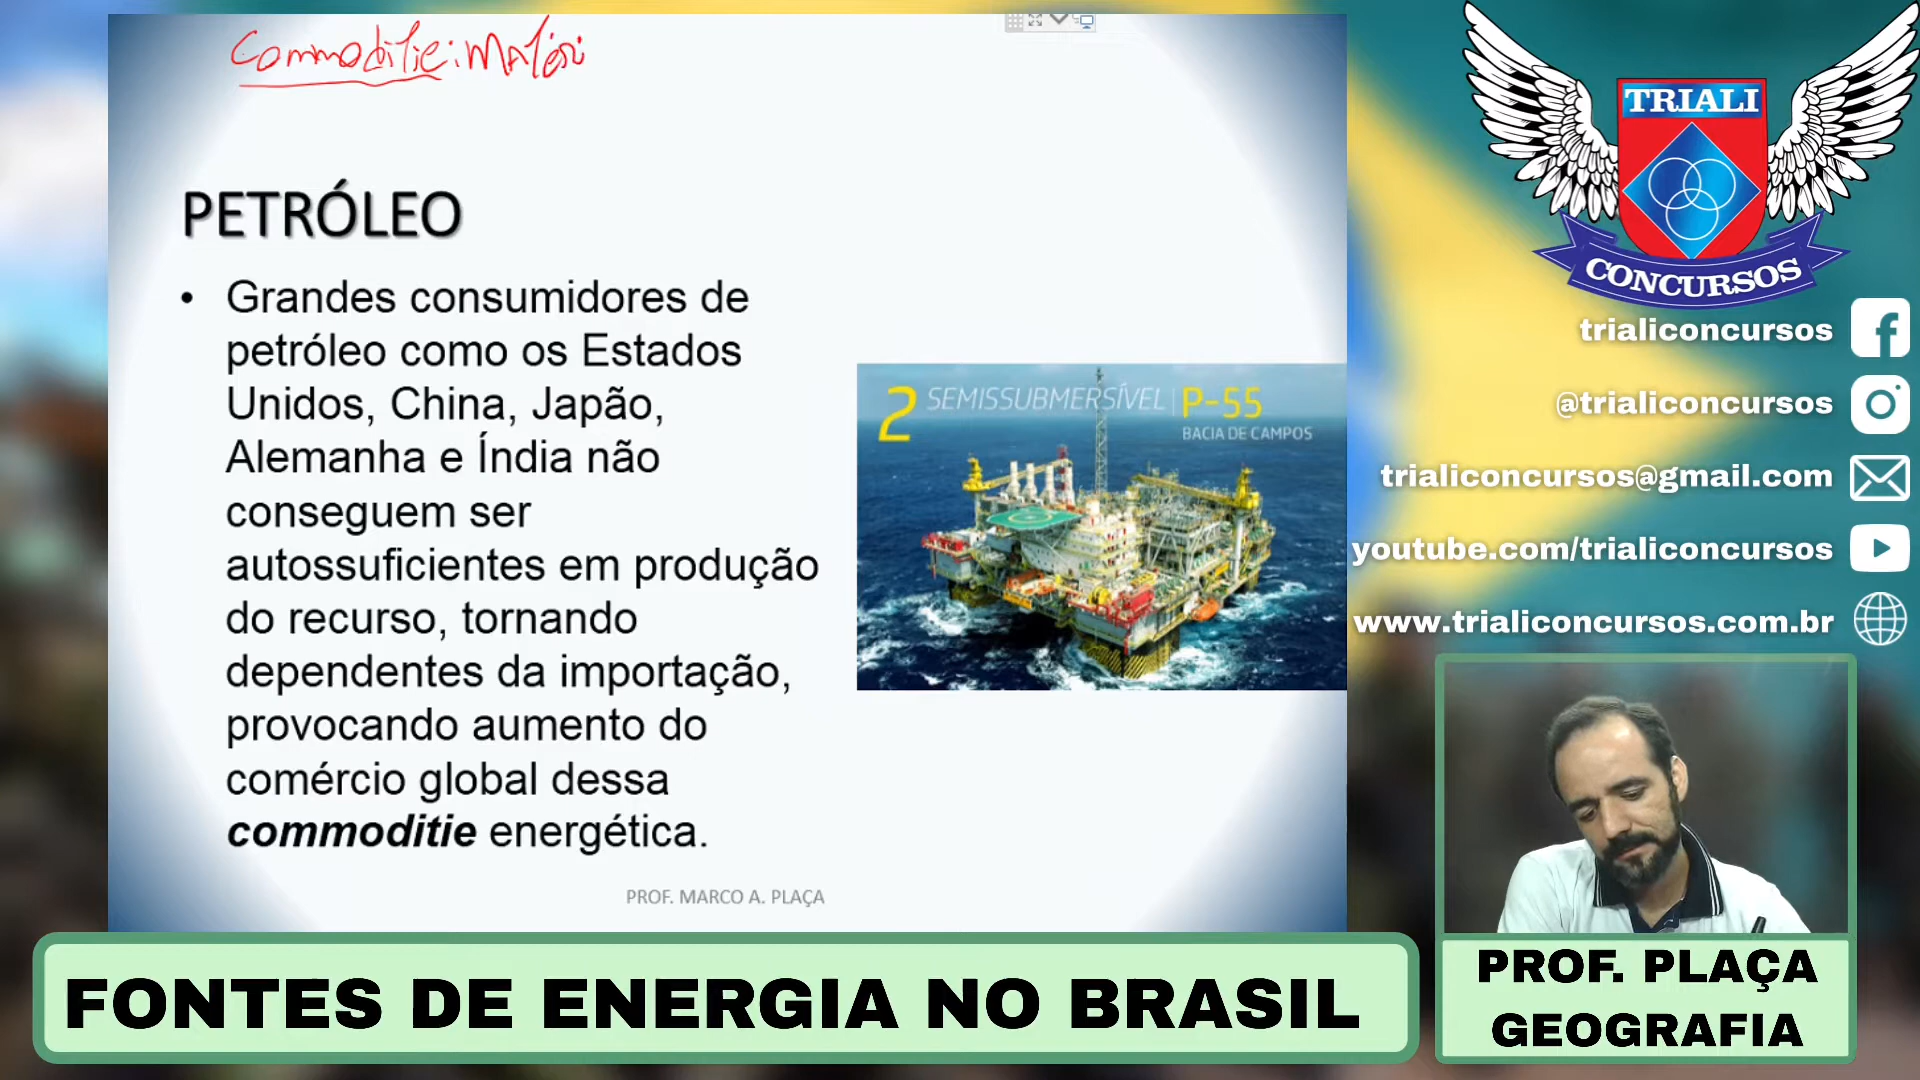 Commoditie: Matéri
PETRÓLEO
• Grandes consumidores de
petróleo como os Estados
Unidos, China, Japão,
Alemanha e Índia não
conseguem ser
autossuficientes em produção
do recurso, tornando
dependentes da importação,
provocando aumento do
comércio global dessa
commoditie energética.
2 SEMISSUBMERSÍVEL | P-55
BACIA DE CAMPOS
PROF. MARCO A. PLAÇA
TRIALI
CONCURSOS
trialiconcursos
@trialiconcursos
trialiconcursos@gmail.com
youtube.com/trialiconcursos
www.trialiconcursos.com.br
FONTES DE ENERGIA NO BRASIL
PROF. PLAÇA
GEOGRAFIA